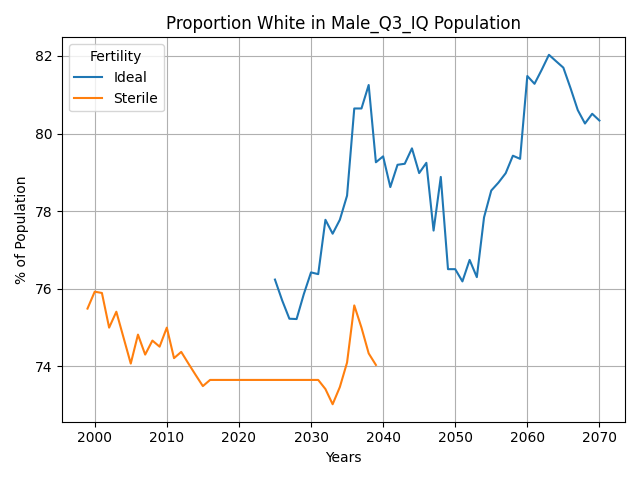 Proportion White in Male_Q3_IQ Population
Fertility
Ideal
Sterile
% of Population
82
80
78
76
74
2000 2010 2020 2030 2040 2050 2060 2070
Years